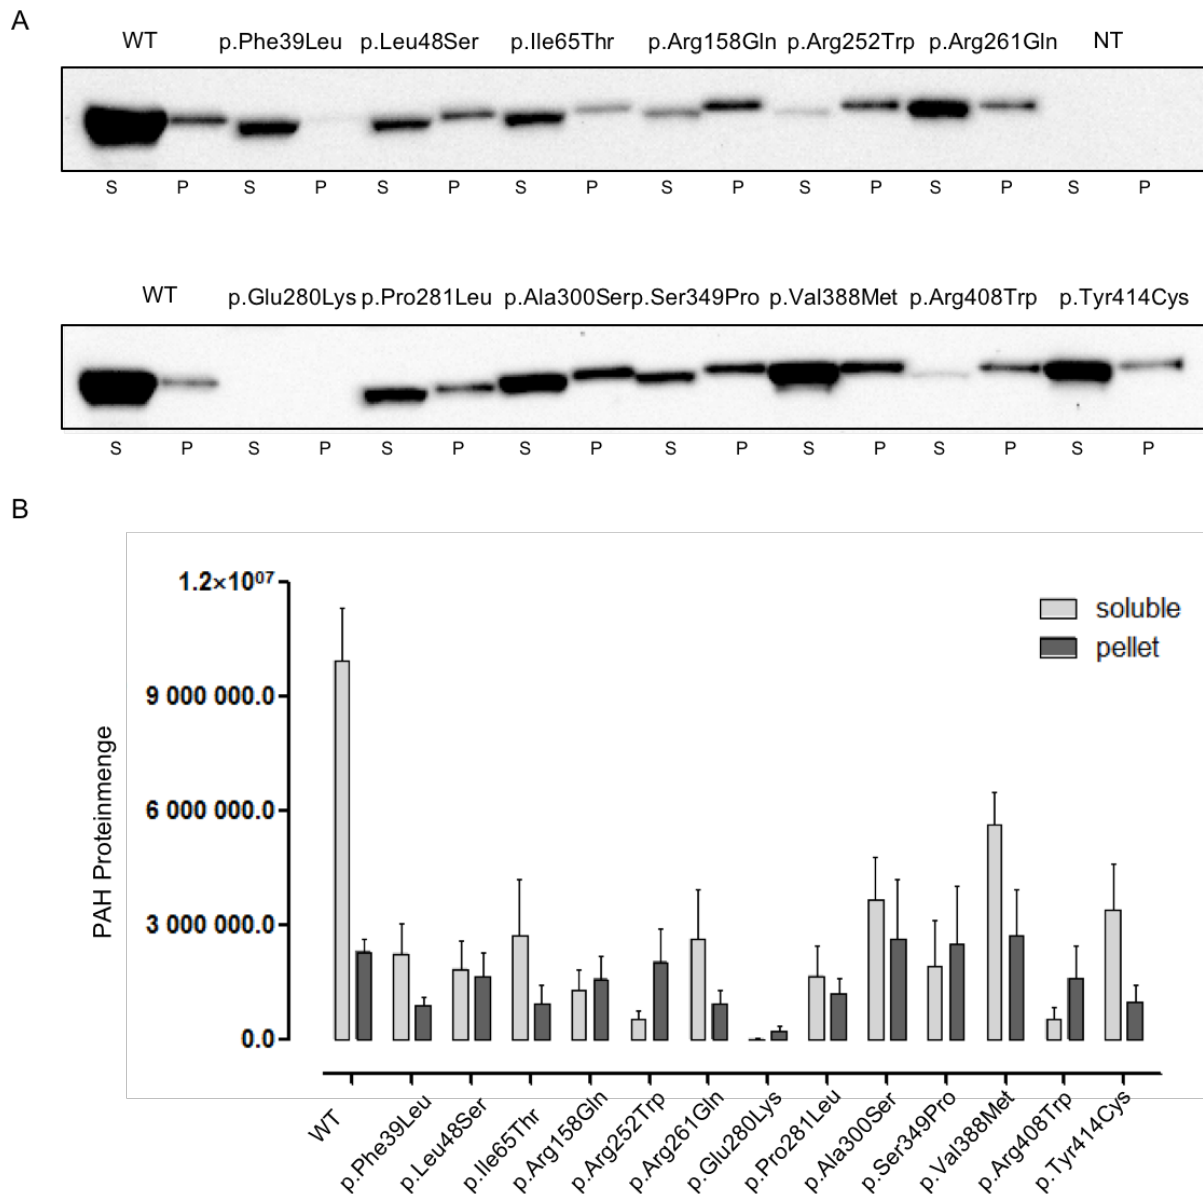 A
WT p.Phe39Leu p.Leu48Ser p.Ile65Thr p.Arg158Gln p.Arg252Trp p.Arg261Gln NT
S P S P S P S P S P S P S P S P
WT p.Glu280Lys p.Pro281Leu p.Ala300Ser p.Ser349Pro p.Val388Met p.Arg408Trp p.Tyr414Cys
S P S P S P S P S P S P S P S P
B
1.2×10⁰⁷
9 000 000.0
6 000 000.0
3 000 000.0
0.0
PAH Proteinmenge
soluble
pellet
WT
p.Phe39Leu
p.Leu48Ser
p.Ile65Thr
p.Arg158Gln
p.Arg252Trp
p.Arg261Gln
p.Glu280Lys
p.Pro281Leu
p.Ala300Ser
p.Ser349Pro
p.Val388Met
p.Arg408Trp
p.Tyr414Cys